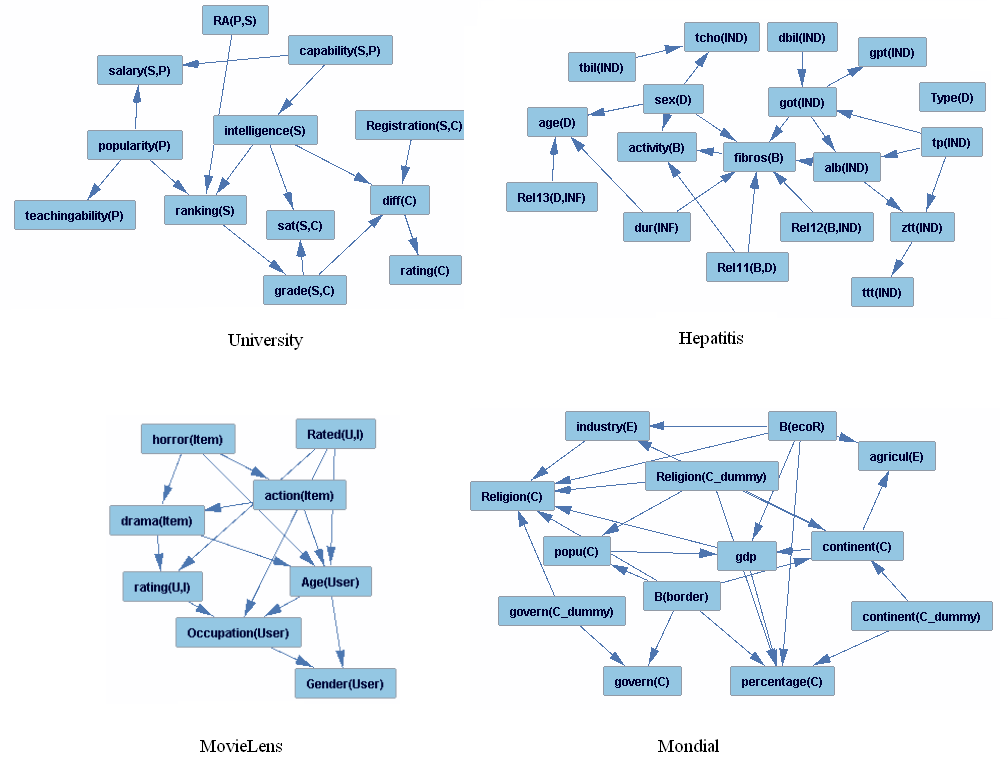 RA(P,S)
capability(S,P)
salary(S,P)
Registration(S,C)
intelligence(S)
popularity(P)
teachingability(P)
ranking(S)
diff(C)
sat(S,C)
rating(C)
grade(S,C)
University
tcho(IND)
dbil(IND)
gpt(IND)
tbil(IND)
sex(D)
got(IND)
Type(D)
age(D)
activity(B)
fibros(B)
tp(IND)
alb(IND)
Rel13(D,INF)
dur(INF)
Rel12(B,IND)
ztt(IND)
Rel11(B,D)
ttt(IND)
Hepatitis
horror(Item)
Rated(U,I)
action(Item)
drama(Item)
rating(U,I)
Age(User)
Occupation(User)
Gender(User)
MovieLens
industry(E)
B(ecoR)
agricul(E)
Religion(C_dummy)
Religion(C)
popu(C)
gdp
continent(C)
govern(C_dummy)
B(border)
continent(C_dummy)
govern(C)
percentage(C)
Mondial